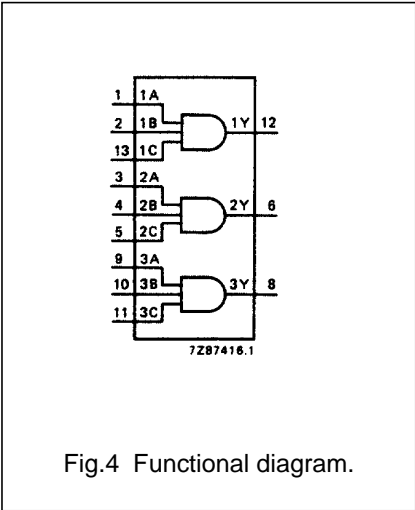 1 1A
2 1B 1Y 12
13 1C
3 2A
4 2B 2Y 6
5 2C
9 3A
10 3B 3Y 8
11 3C
7Z87416.1
Fig.4 Functional diagram.